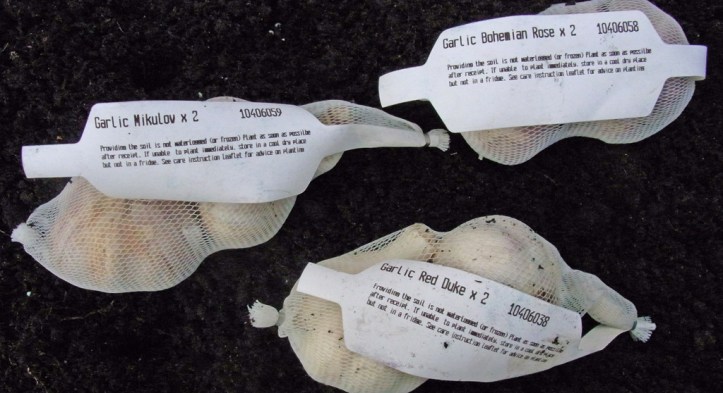 Garlic Bohemian Rose x 2 10406058
Providing the soil is not waterlommed (or frozen) Plant as soon as possilbe
after receipt. If unable to plant immediately, store in a cool dry place
but not in a fridge. See care instruction leaflet for advice on planting
Garlic Mikulov x 2 10406059
Providing the soil is not waterlommed (or frozen) Plant as soon as possilbe
after receipt. If unable to plant immediately, store in a cool dry place
but not in a fridge. See care instruction leaflet for advice on planting
Garlic Red Duke x 2 10406038
Providing the soil is not waterlommed (or frozen) Plant as soon as possilbe
after receipt. If unable to plant immediately, store in a cool dry place
but not in a fridge. See care instruction leaflet for advice on planting